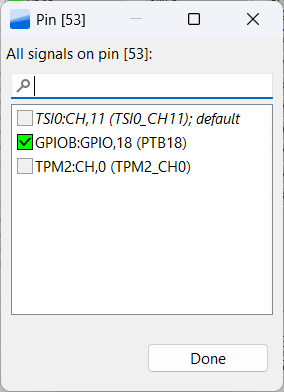 Pin [53]
All signals on pin [53]:
TSI0:CH,11 (TSI0_CH11); default
GPIOB:GPIO,18 (PTB18)
TPM2:CH,0 (TPM2_CH0)
Done